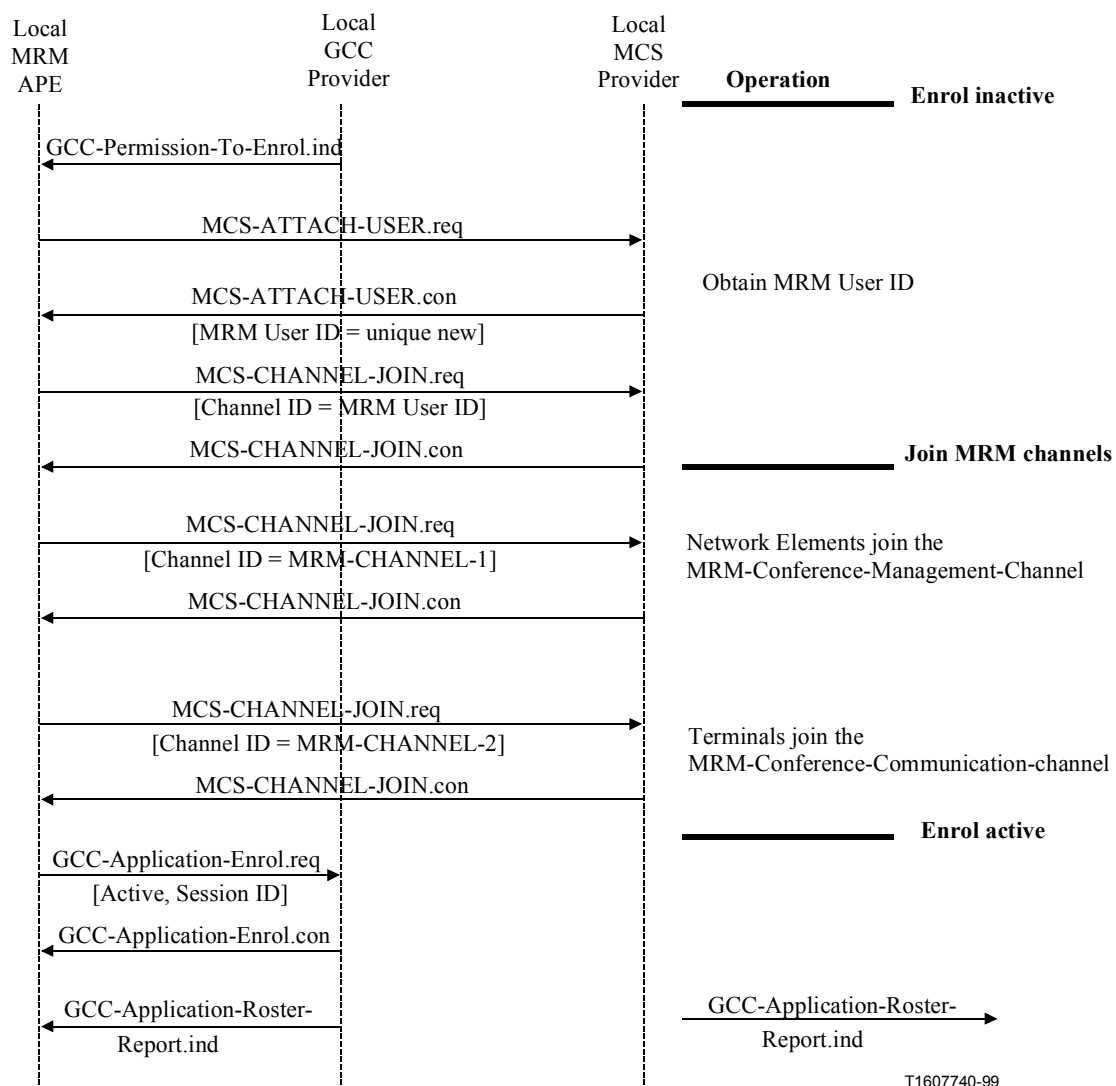 Local
MRM
APE
Local
GCC
Provider
Local
MCS
Provider
Operation
Enrol inactive
GCC-Permission-To-Enrol.ind
MCS-ATTACH-USER.req
Obtain MRM User ID
MCS-ATTACH-USER.con
[MRM User ID = unique new]
MCS-CHANNEL-JOIN.req
[Channel ID = MRM User ID]
MCS-CHANNEL-JOIN.con
Join MRM channels
MCS-CHANNEL-JOIN.req
[Channel ID = MRM-CHANNEL-1]
Network Elements join the
MRM-Conference-Management-Channel
MCS-CHANNEL-JOIN.con
MCS-CHANNEL-JOIN.req
[Channel ID = MRM-CHANNEL-2]
Terminals join the
MRM-Conference-Communication-channel
MCS-CHANNEL-JOIN.con
Enrol active
GCC-Application-Enrol.req
[Active, Session ID]
GCC-Application-Enrol.con
GCC-Application-Roster-
Report.ind
GCC-Application-Roster-
Report.ind
T1607740-99